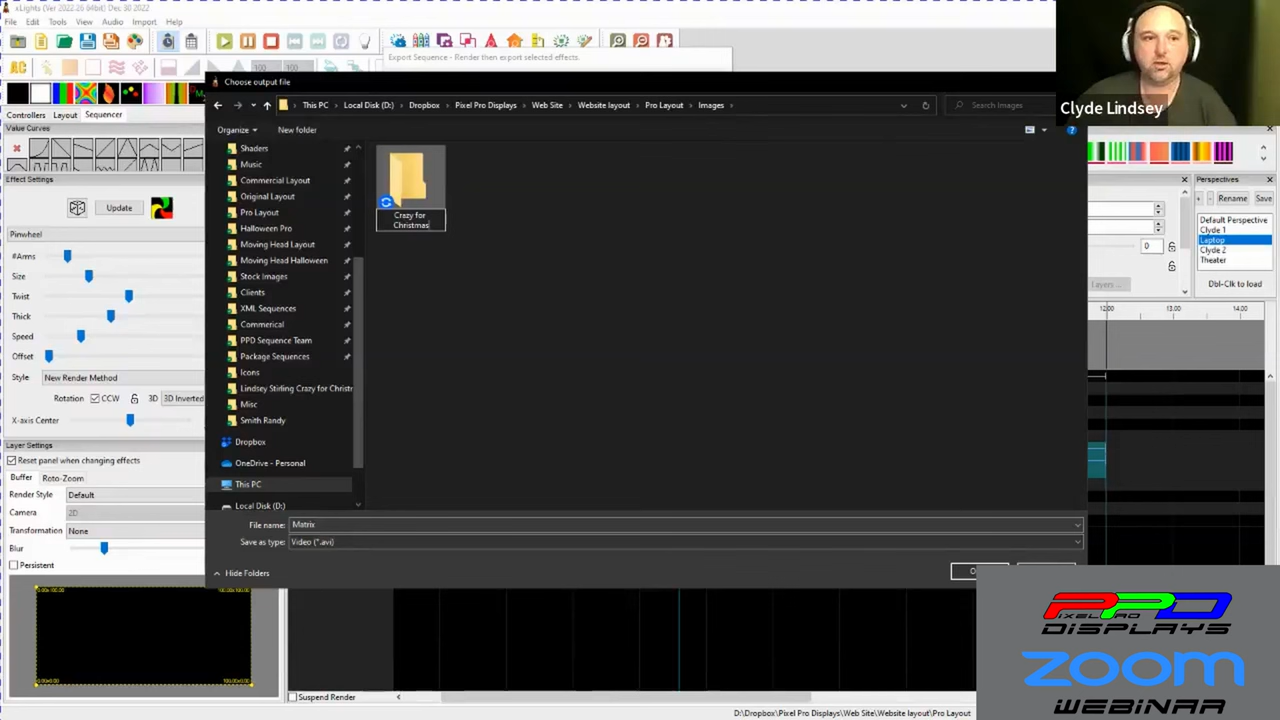 xLights (Ver 2022 26 64bit) Dec 30 2022
File Edit Tools View Audio Import Help
Export Sequence - Render then export selected effects.
AC
100
100
Controllers Layout Sequencer
Value Curves
Effect Settings
Update
Pinwheel
#Arms
Size
Twist
Thick
Speed
Offset
Style New Render Method
Rotation CCW 3D 3D Inverted
X-axis Center
Layer Settings
Reset panel when changing effects
Buffer Roto-Zoom
Render Style Default
Camera 2D
Transformation None
Blur
Persistent
Choose output file
This PC › Local Disk (D:) › Dropbox › Pixel Pro Displays › Web Site › Website layout › Pro Layout › Images ›
Search Images
Organize New folder
Shaders
Music
Commercial Layout
Original Layout
Pro Layout
Halloween Pro
Moving Head Layout
Moving Head Halloween
Stock Images
Clients
XML Sequences
Commerical
PPD Sequence Team
Package Sequences
Icons
Lindsey Stirling Crazy for Christm
Misc
Smith Randy
Dropbox
OneDrive - Personal
This PC
Local Disk (D:)
Crazy for
Christmas
File name: Matrix
Save as type: Video (*.avi)
Hide Folders
Clyde Lindsey
Perspectives
+ - Rename Save
Default Perspective
Clyde 1
Laptop
Clyde 2
Theater
Dbl-Clk to load
0
Layers...
12.00 13.00 14.00
Suspend Render
D:\Dropbox\Pixel Pro Displays\Web Site\Website layout\Pro Layout
PPD
PIXEL PRO
DISPLAYS
zoom
WEBINAR